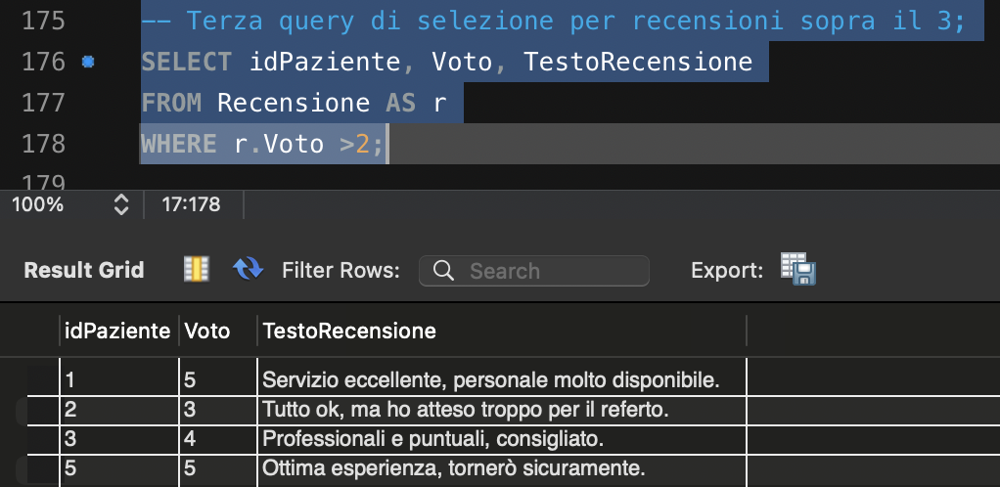 175 -- Terza query di selezione per recensioni sopra il 3;
176 SELECT idPaziente, Voto, TestoRecensione
177 FROM Recensione AS r
178 WHERE r.Voto >2;
179
100% 17:178
Result Grid Filter Rows: Search Export:
idPaziente Voto TestoRecensione
1 5 Servizio eccellente, personale molto disponibile.
2 3 Tutto ok, ma ho atteso troppo per il referto.
3 4 Professionali e puntuali, consigliato.
5 5 Ottima esperienza, tornerò sicuramente.